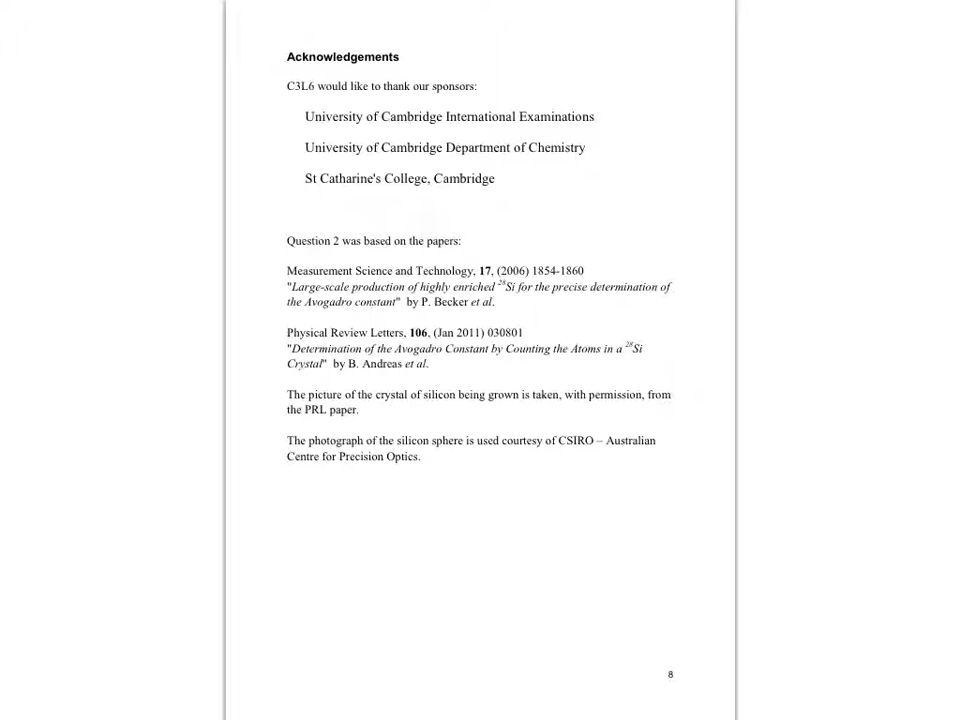 Acknowledgements
C3L6 would like to thank our sponsors:
University of Cambridge International Examinations
University of Cambridge Department of Chemistry
St Catharine's College, Cambridge
Question 2 was based on the papers:
Measurement Science and Technology, 17, (2006) 1854-1860
"Large-scale production of highly enriched ²⁸Si for the precise determination of
the Avogadro constant" by P. Becker et al.
Physical Review Letters, 106, (Jan 2011) 030801
"Determination of the Avogadro Constant by Counting the Atoms in a ²⁸Si
Crystal" by B. Andreas et al.
The picture of the crystal of silicon being grown is taken, with permission, from
the PRL paper.
The photograph of the silicon sphere is used courtesy of CSIRO – Australian
Centre for Precision Optics.
8